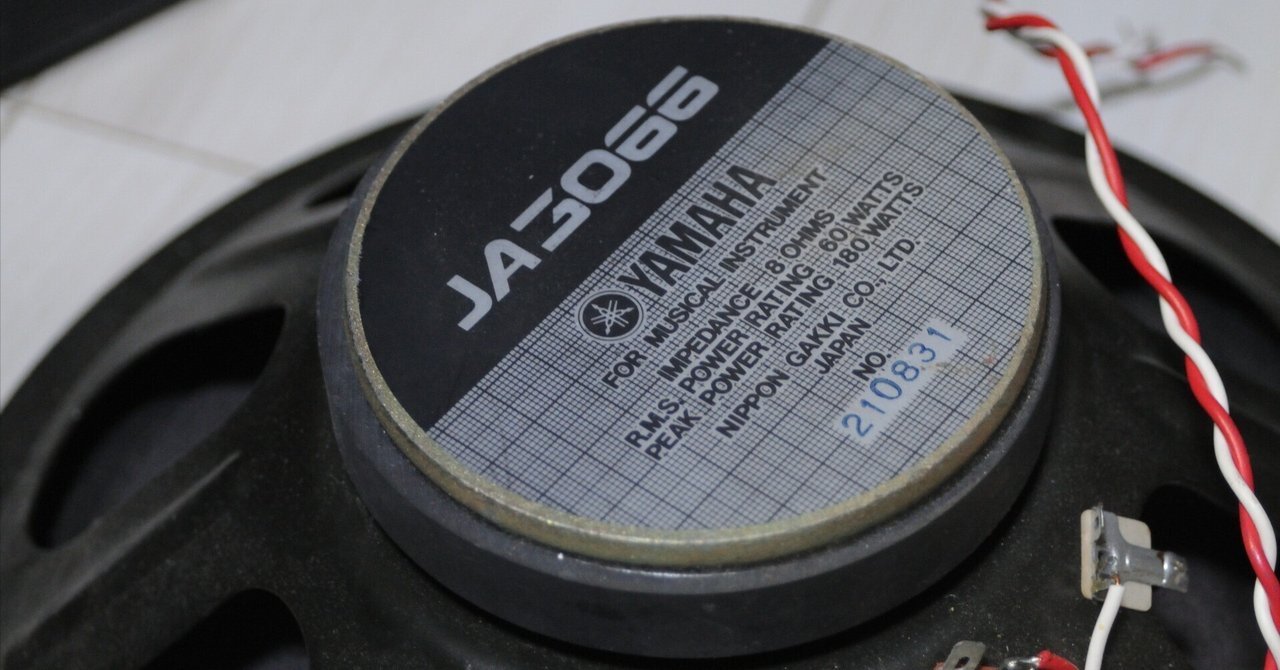 JA3066
YAMAHA
FOR MUSICAL INSTRUMENT
IMPEDANCE 8 OHMS
R.M.S. POWER RATING 60 WATTS
PEAK POWER RATING 180 WATTS
NIPPON GAKKI CO., LTD
JAPAN
NO.
210831